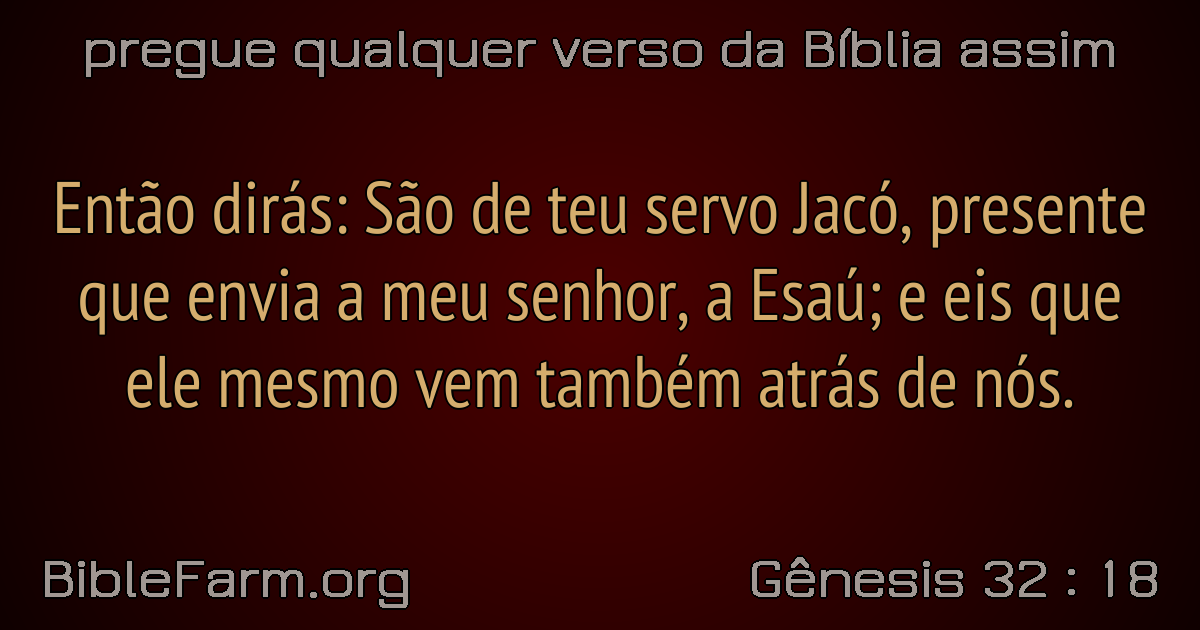 pregue qualquer verso da Bíblia assim
Então dirás: São de teu servo Jacó, presente
que envia a meu senhor, a Esaú; e eis que
ele mesmo vem também atrás de nós.
BibleFarm.org
Gênesis 32 : 18